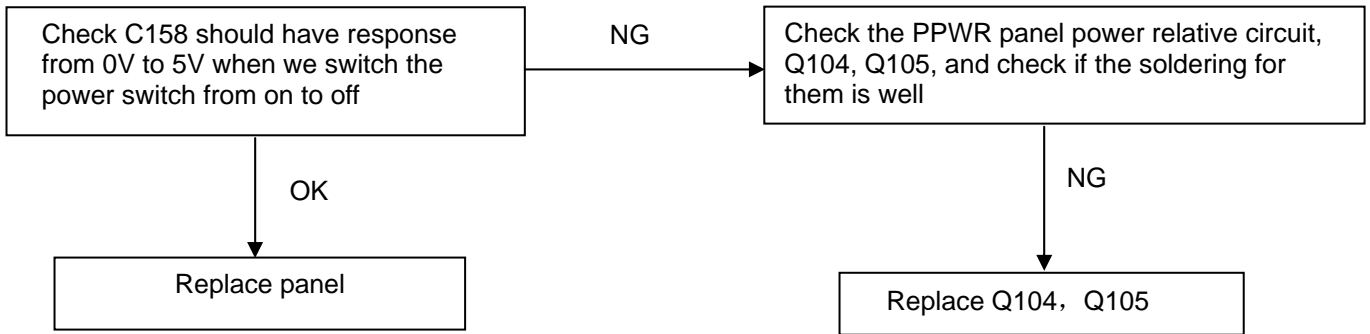 Check C158 should have response
from 0V to 5V when we switch the
power switch from on to off
NG
Check the PPWR panel power relative circuit,
Q104, Q105, and check if the soldering for
them is well
OK
NG
Replace panel
Replace Q104，Q105